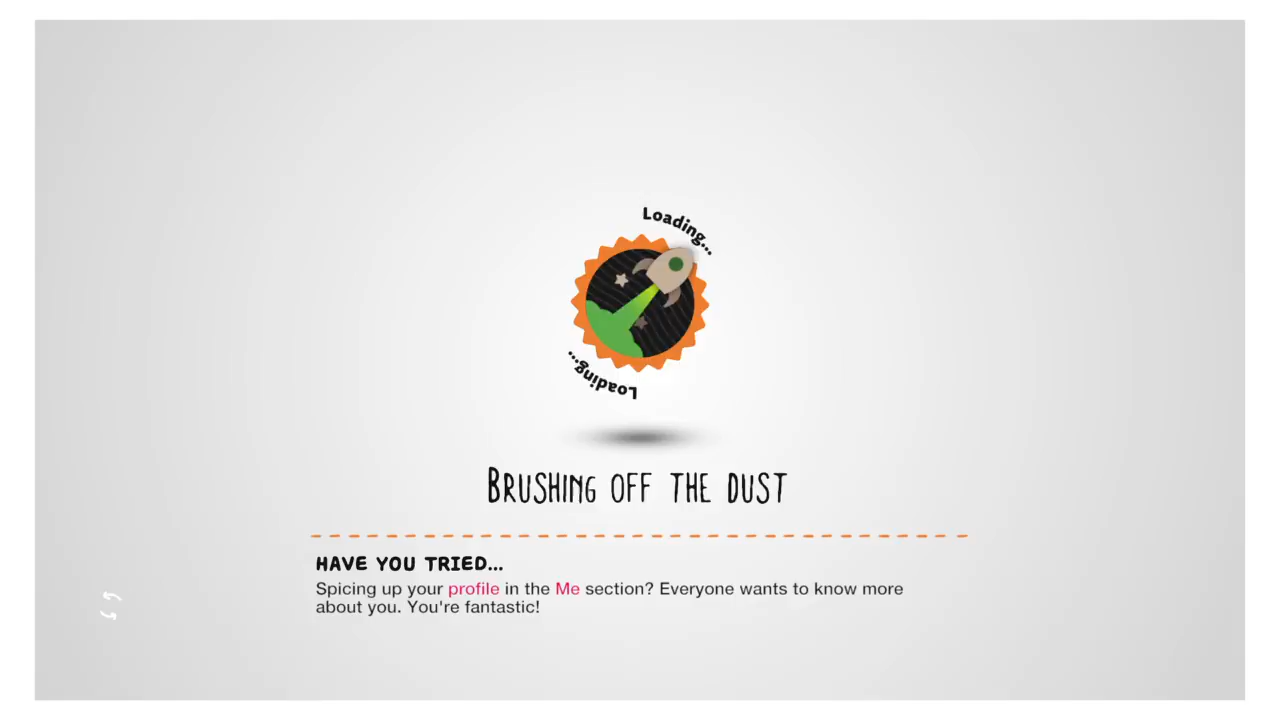 Loading...
Loading...
BRUSHING OFF THE DUST
HAVE YOU TRIED...
Spicing up your profile in the Me section? Everyone wants to know more
about you. You're fantastic!